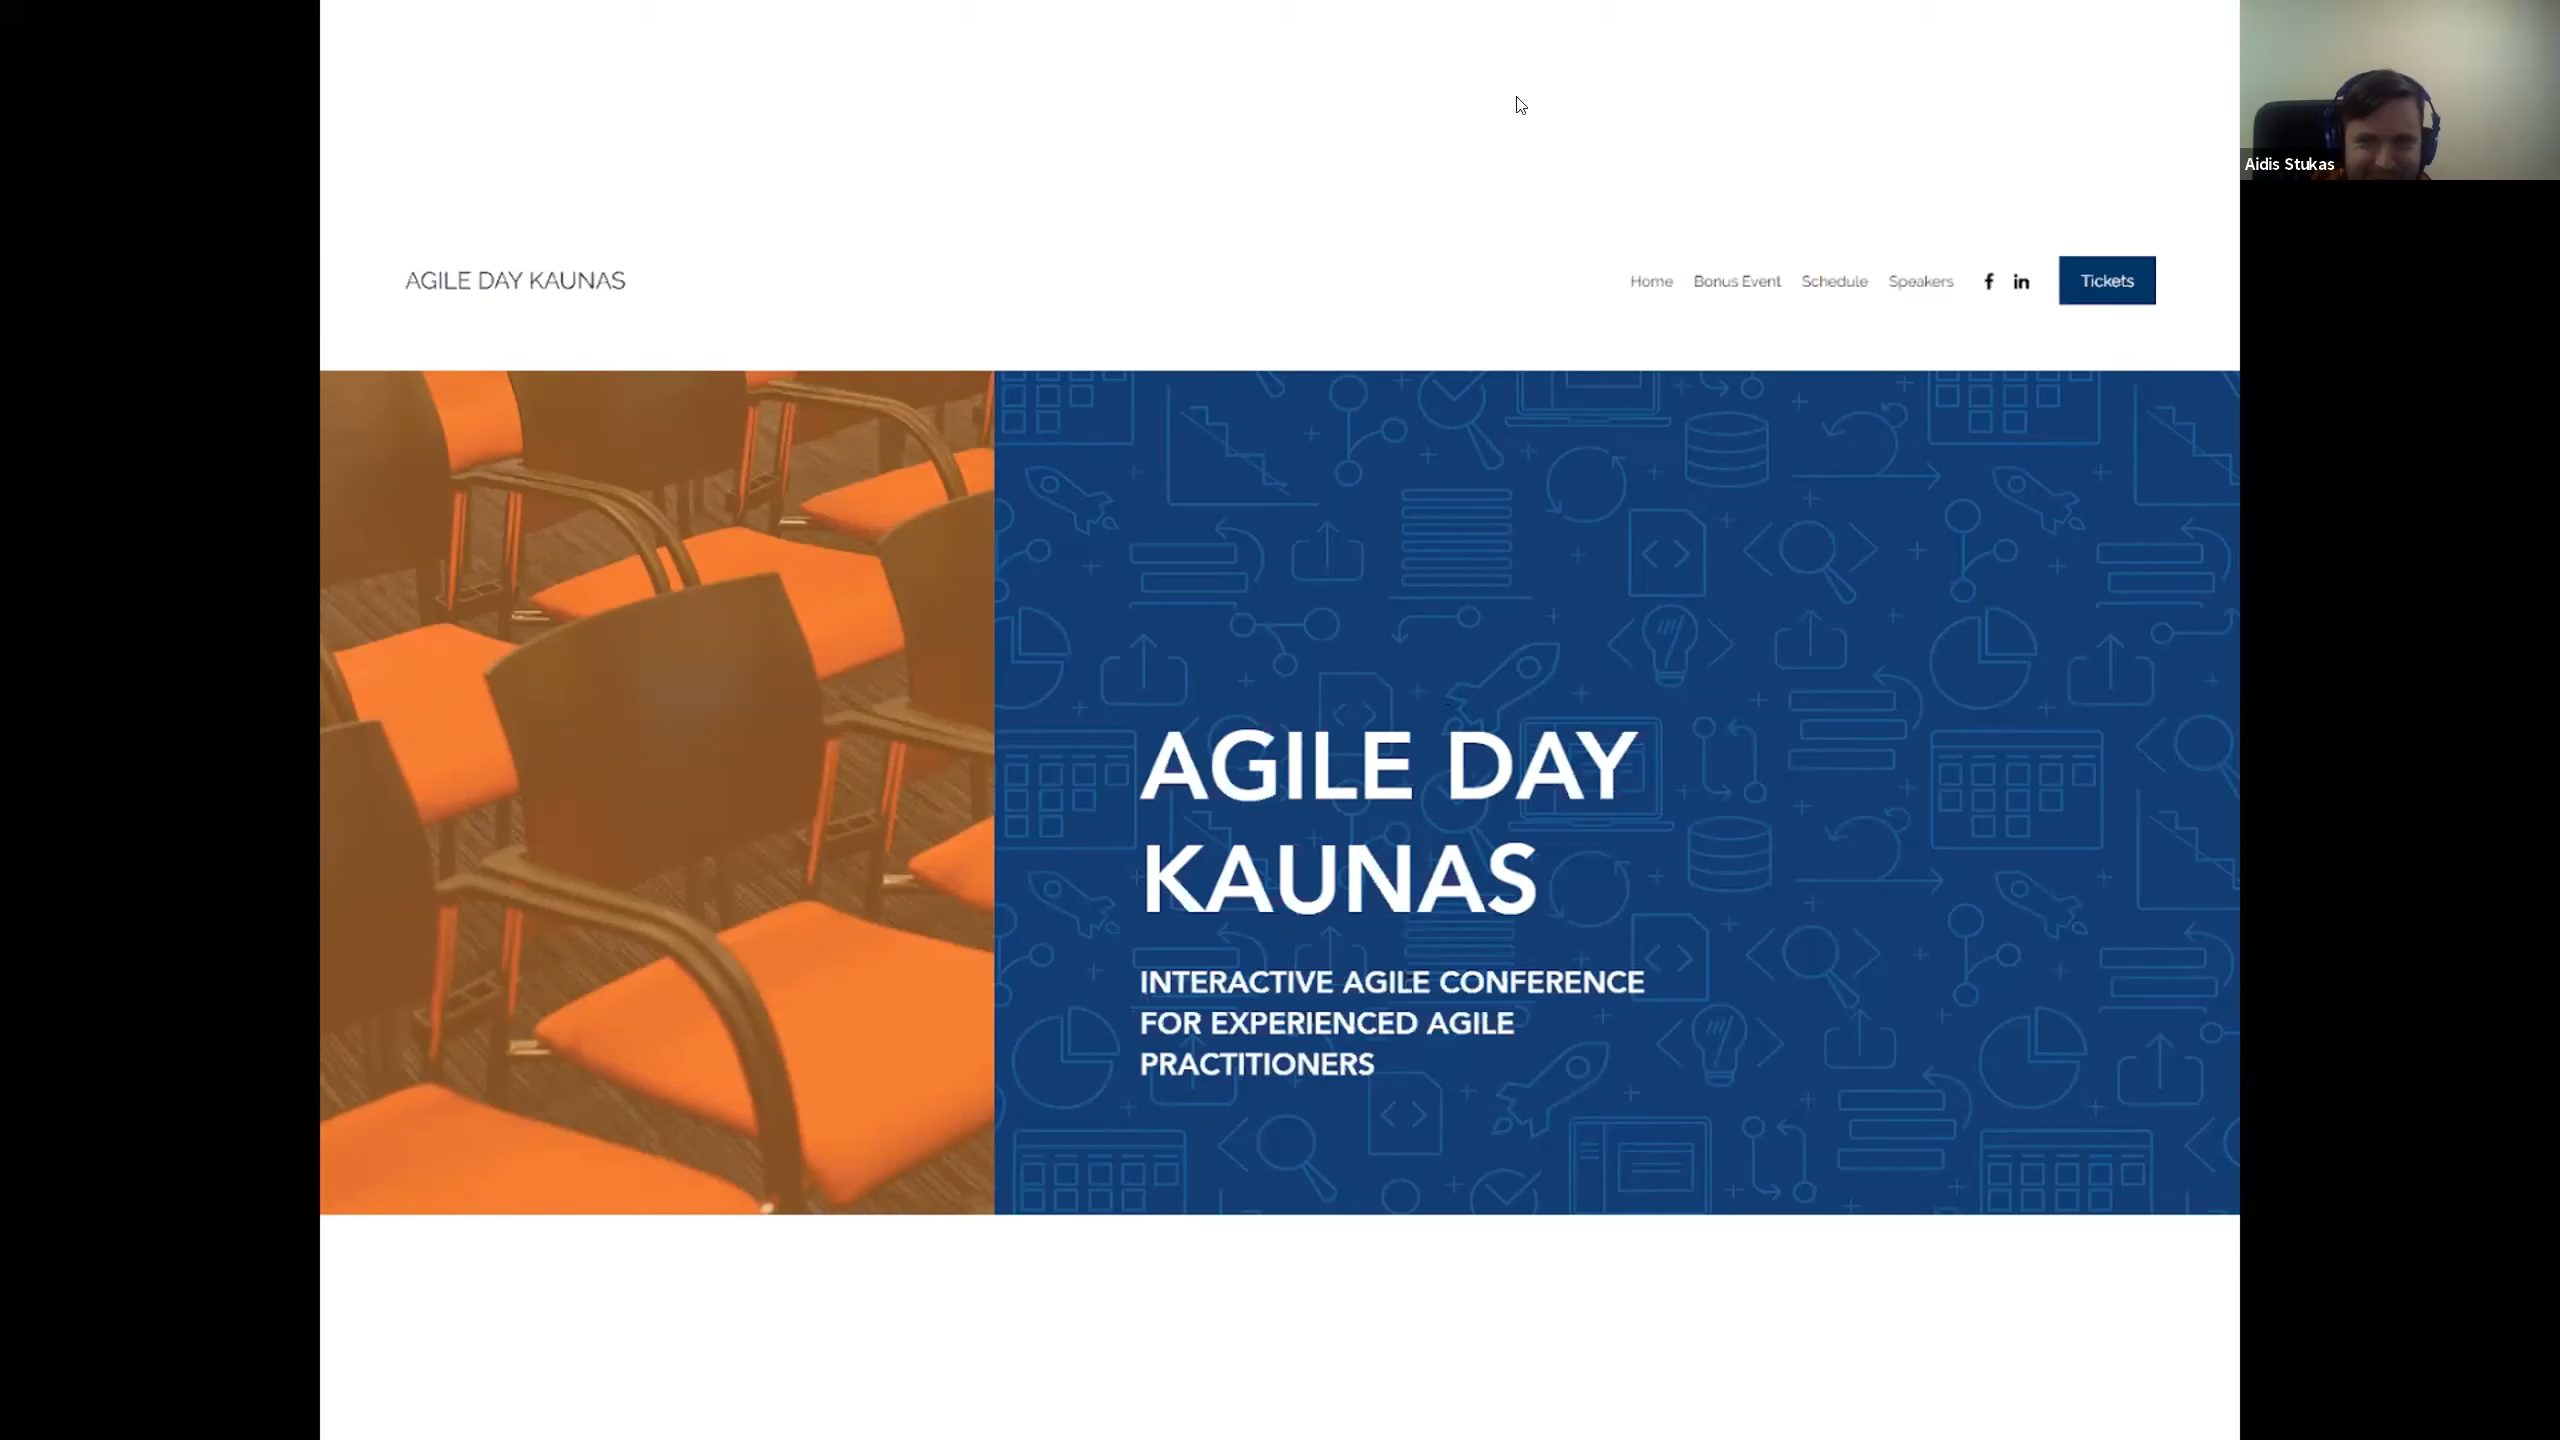 AGILE DAY KAUNAS
Home Bonus Event Schedule Speakers f in Tickets
Aidis Stukas
AGILE DAY
KAUNAS
INTERACTIVE AGILE CONFERENCE
FOR EXPERIENCED AGILE
PRACTITIONERS